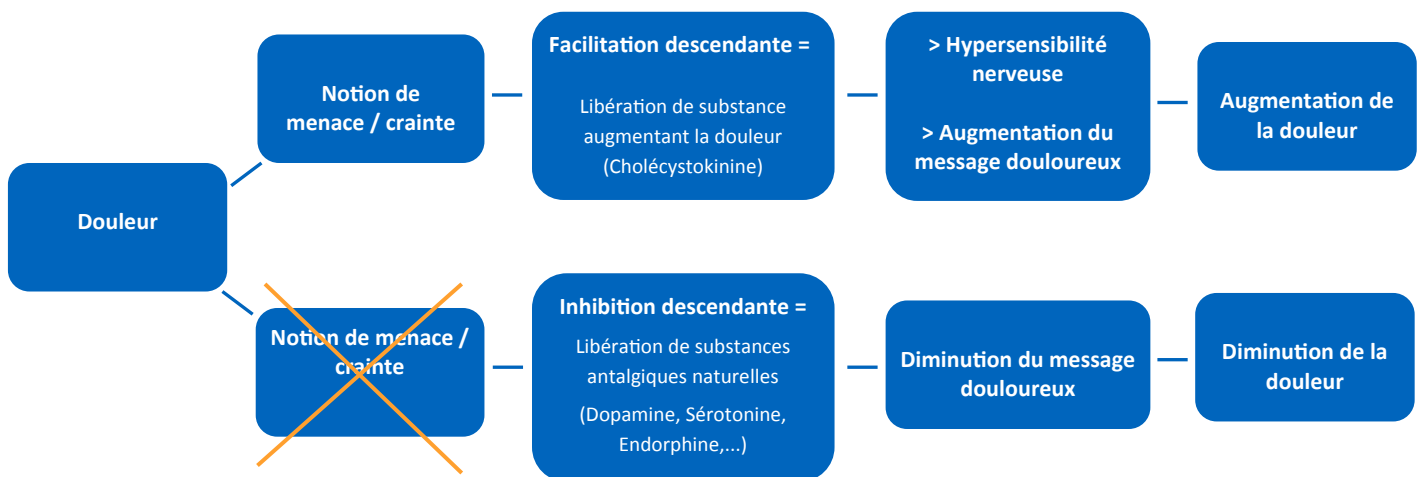 Douleur
Notion de
menace / crainte
Facilitation descendante =
Libération de substance
augmentant la douleur
(Cholécystokinine)
> Hypersensibilité
nerveuse
> Augmentation du
message douloureux
Augmentation de
la douleur
Notion de menace /
crainte
Inhibition descendante =
Libération de substances
antalgiques naturelles
(Dopamine, Sérotonine,
Endorphine,...)
Diminution du message
douloureux
Diminution de la
douleur